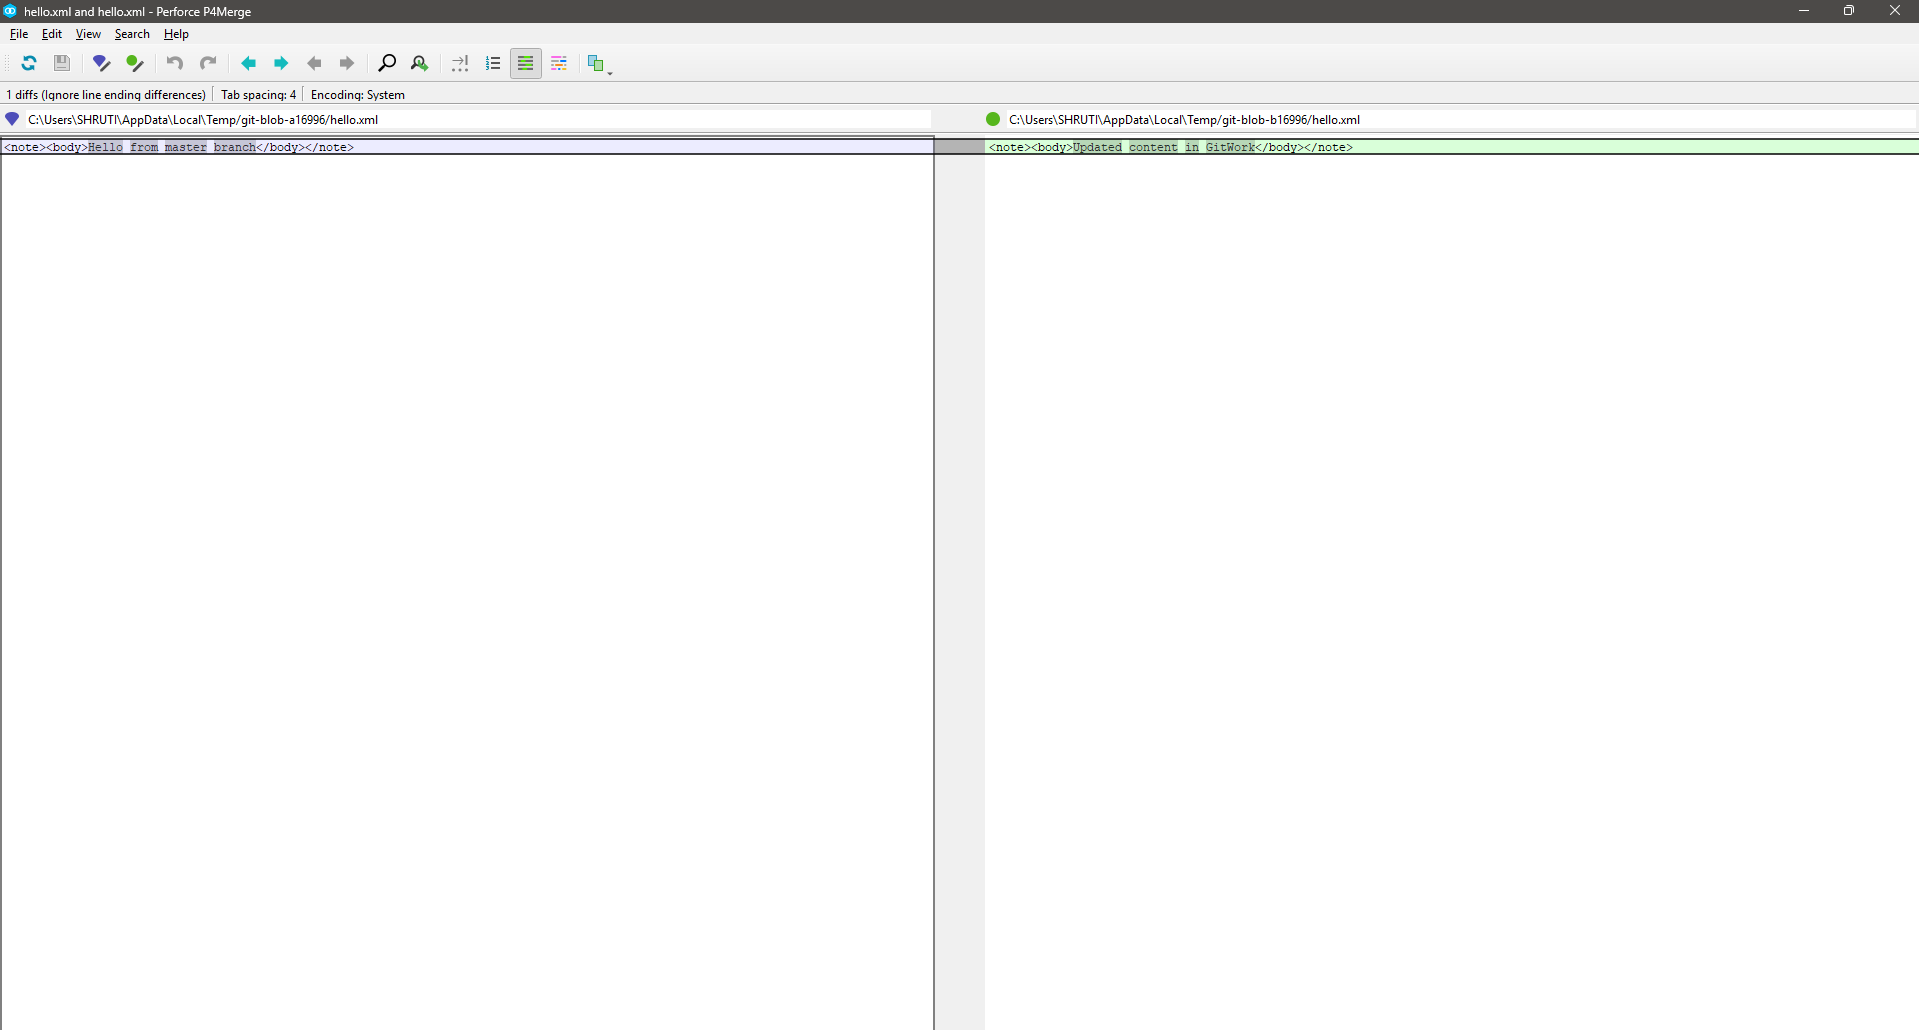 hello.xml and hello.xml - Perforce P4Merge
File Edit View Search Help
1 diffs (Ignore line ending differences) Tab spacing: 4 Encoding: System
C:\Users\SHRUTI\AppData\Local\Temp/git-blob-a16996/hello.xml
C:\Users\SHRUTI\AppData\Local\Temp/git-blob-b16996/hello.xml
<note><body>Hello from master branch</body></note>
<note><body>Updated content in GitWork</body></note>